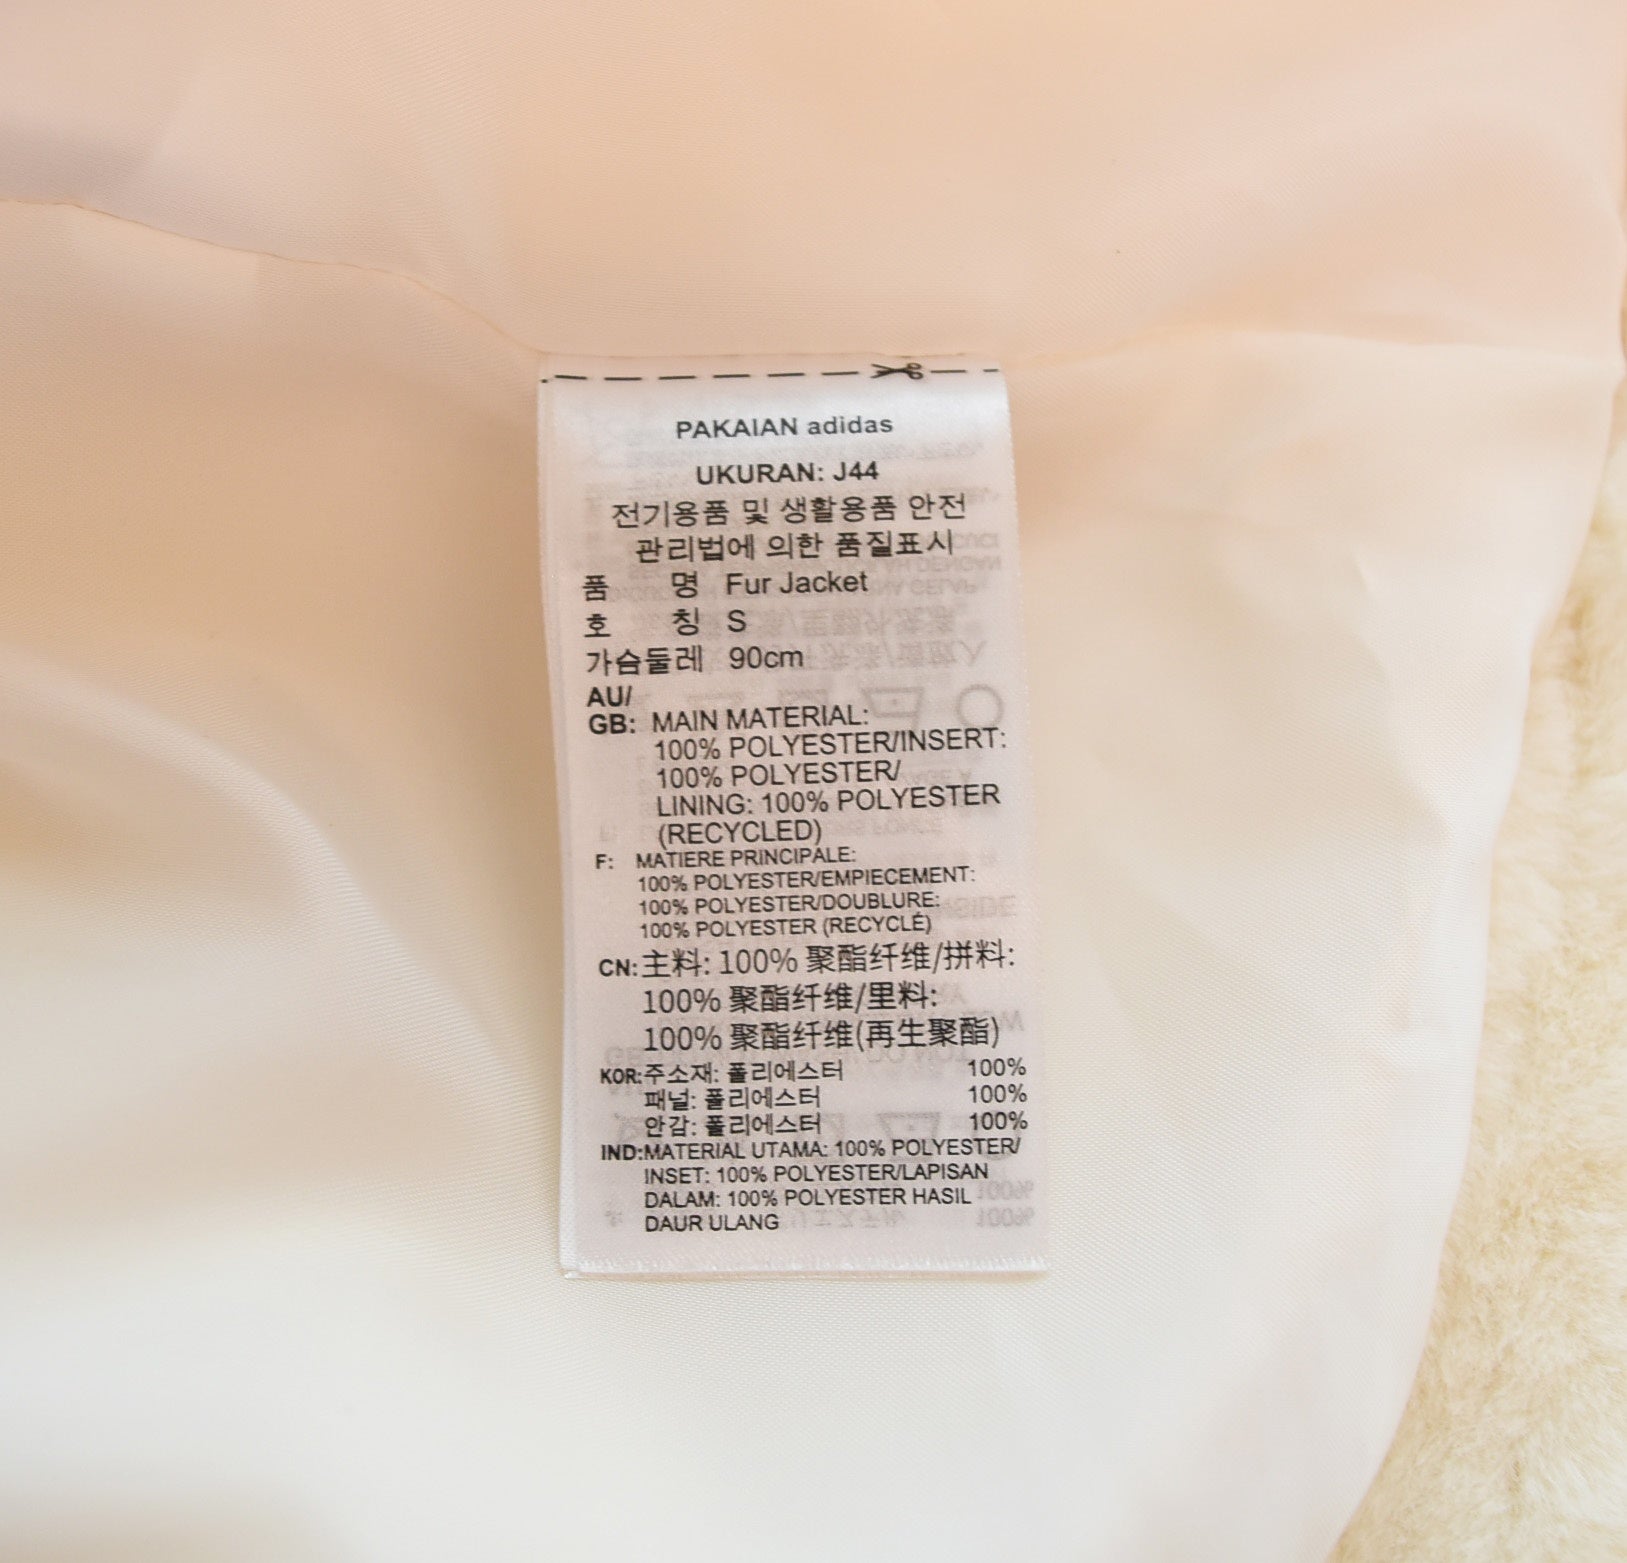 PAKAIAN adidas
UKURAN: J44
전기용품 및 생활용품 안전
관리법에 의한 품질표시
품 명 Fur Jacket
호 칭 S
가슴둘레 90cm
AU/
GB: MAIN MATERIAL:
100% POLYESTER/INSERT:
100% POLYESTER/
LINING: 100% POLYESTER
(RECYCLED)
F: MATIERE PRINCIPALE:
100% POLYESTER/EMPIECEMENT:
100% POLYESTER/DOUBLURE:
100% POLYESTER (RECYCLÉ)
CN: 主料: 100% 聚酯纤维/拼料:
100% 聚酯纤维/里料:
100% 聚酯纤维(再生聚酯)
KOR: 주소재: 폴리에스터 100%
패널: 폴리에스터 100%
안감: 폴리에스터 100%
IND: MATERIAL UTAMA: 100% POLYESTER/
INSET: 100% POLYESTER/LAPISAN
DALAM: 100% POLYESTER HASIL
DAUR ULANG